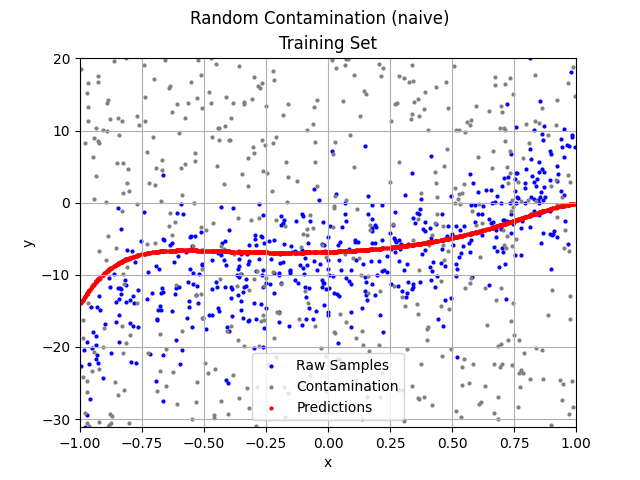 Random Contamination (naive)
Training Set
20
10
0
−10
−20
−30
y
Raw Samples
Contamination
Predictions
−1.00 −0.75 −0.50 −0.25 0.00 0.25 0.50 0.75 1.00
x